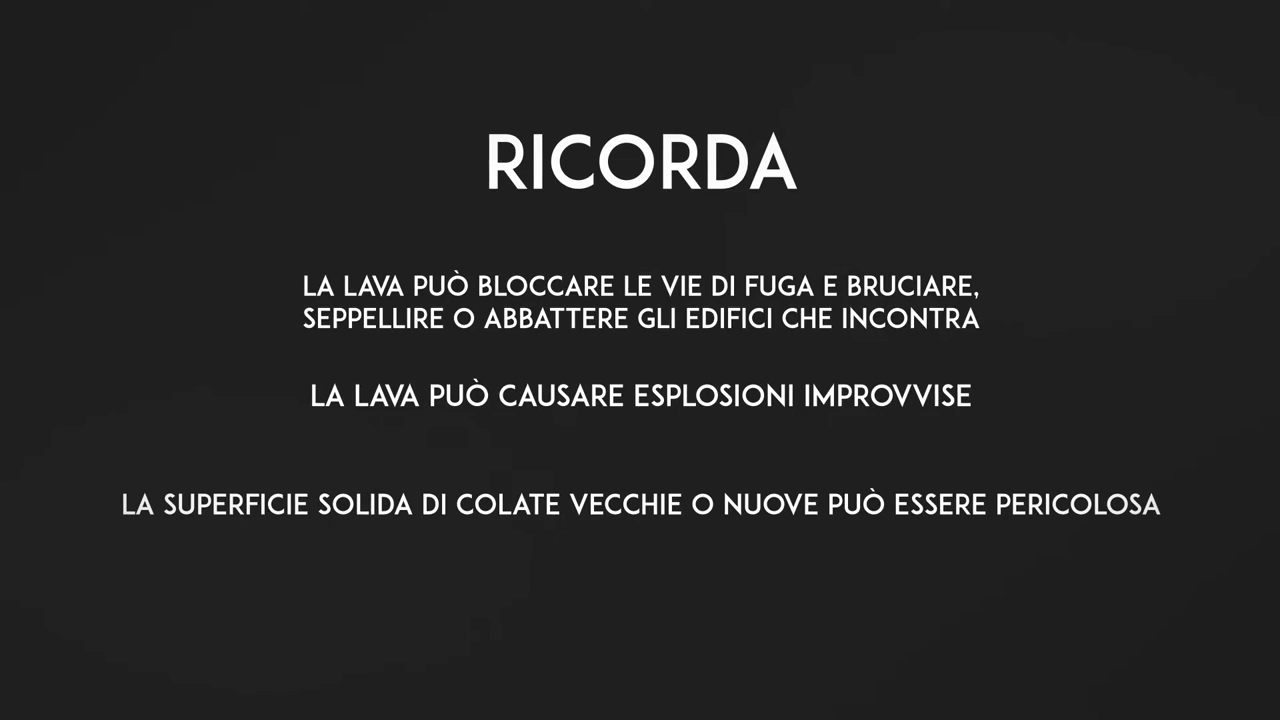 RICORDA
LA LAVA PUÒ BLOCCARE LE VIE DI FUGA E BRUCIARE,
SEPPELLIRE O ABBATTERE GLI EDIFICI CHE INCONTRA
LA LAVA PUÒ CAUSARE ESPLOSIONI IMPROVVISE
LA SUPERFICIE SOLIDA DI COLATE VECCHIE O NUOVE PUÒ ESSERE PERICOLOSA